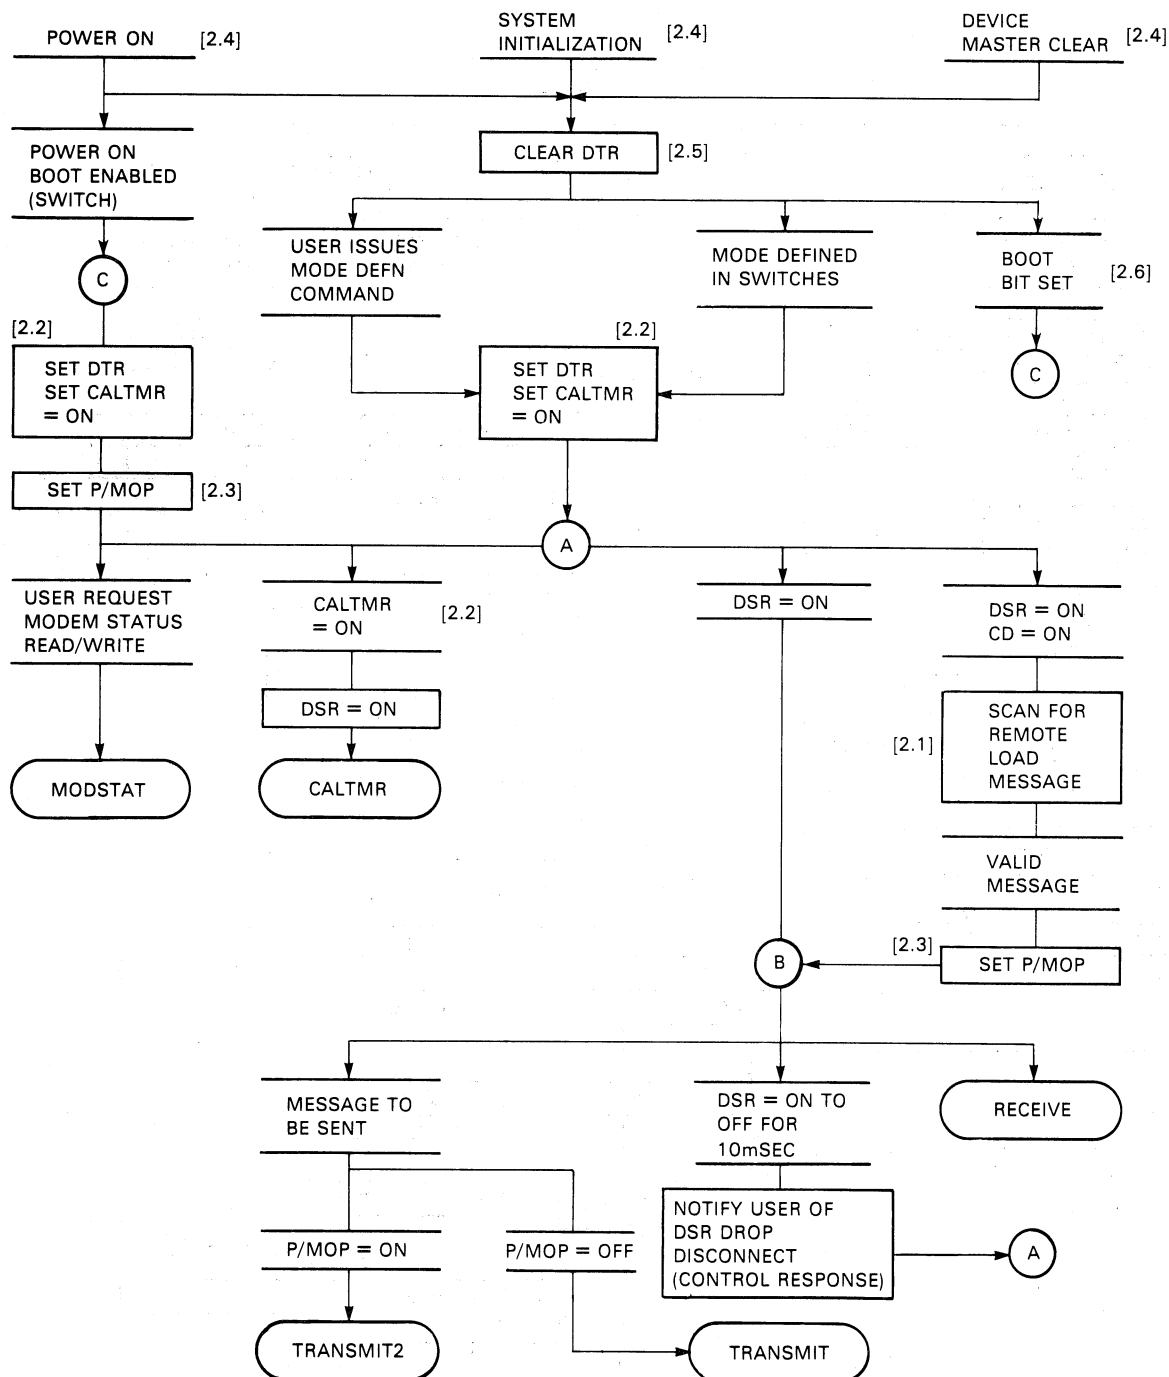 POWER ON
[2.4]
SYSTEM
INITIALIZATION
[2.4]
DEVICE
MASTER CLEAR
[2.4]
POWER ON
BOOT ENABLED
(SWITCH)
CLEAR DTR
[2.5]
USER ISSUES
MODE DEFN
COMMAND
MODE DEFINED
IN SWITCHES
BOOT
BIT SET
[2.6]
C
[2.2]
SET DTR
SET CALTMR
= ON
[2.2]
SET DTR
SET CALTMR
= ON
C
SET P/MOP
[2.3]
A
USER REQUEST
MODEM STATUS
READ/WRITE
CALTMR
= ON
[2.2]
DSR = ON
DSR = ON
CD = ON
DSR = ON
[2.1]
SCAN FOR
REMOTE
LOAD
MESSAGE
MODSTAT
CALTMR
VALID
MESSAGE
B
[2.3]
SET P/MOP
MESSAGE TO
BE SENT
DSR = ON TO
OFF FOR
10mSEC
RECEIVE
P/MOP = ON
P/MOP = OFF
NOTIFY USER OF
DSR DROP
DISCONNECT
(CONTROL RESPONSE)
A
TRANSMIT2
TRANSMIT